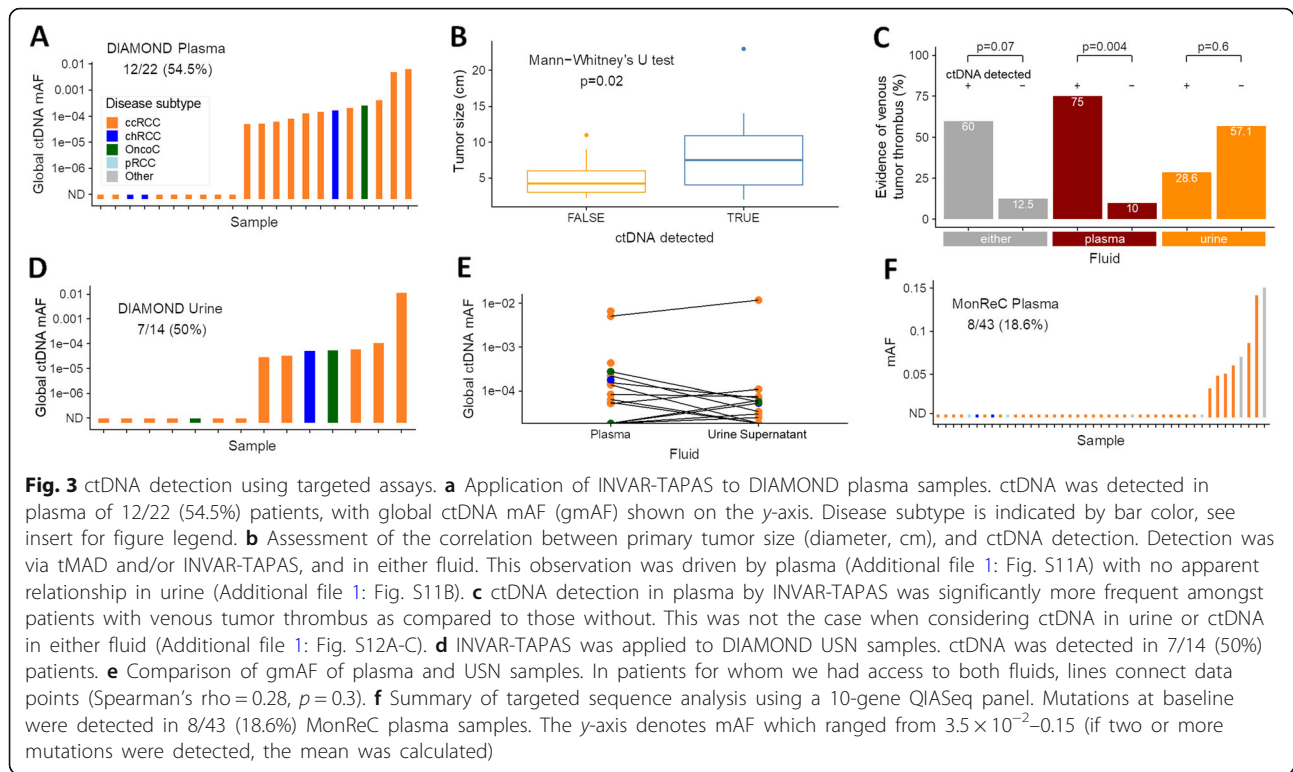 A
DIAMOND Plasma
12/22 (54.5%)
Global ctDNA mAF
0.01
0.001
1e-04
1e-05
1e-06
ND
Disease subtype
ccRCC
chRCC
OncoC
pRCC
Other
Sample
B
Mann-Whitney's U test
p=0.02
Tumor size (cm)
20
15
10
5
FALSE
TRUE
ctDNA detected
C
p=0.07
p=0.004
p=0.6
ctDNA detected
+
−
+
−
+
−
Evidence of venous
tumor thrombus (%)
100
75
50
25
0
60
12.5
75
10
28.6
57.1
either
plasma
urine
Fluid
D
DIAMOND Urine
7/14 (50%)
Global ctDNA mAF
0.01
0.001
1e-04
1e-05
1e-06
ND
Sample
E
Global ctDNA mAF
1e-02
1e-03
1e-04
Plasma
Urine Supernatant
Fluid
F
MonReC Plasma
8/43 (18.6%)
mAF
0.15
0.10
0.05
ND
Sample
Fig. 3 ctDNA detection using targeted assays. a Application of INVAR-TAPAS to DIAMOND plasma samples. ctDNA was detected in
plasma of 12/22 (54.5%) patients, with global ctDNA mAF (gmAF) shown on the y-axis. Disease subtype is indicated by bar color, see
insert for figure legend. b Assessment of the correlation between primary tumor size (diameter, cm), and ctDNA detection. Detection was
via tMAD and/or INVAR-TAPAS, and in either fluid. This observation was driven by plasma (Additional file 1: Fig. S11A) with no apparent
relationship in urine (Additional file 1: Fig. S11B). c ctDNA detection in plasma by INVAR-TAPAS was significantly more frequent amongst
patients with venous tumor thrombus as compared to those without. This was not the case when considering ctDNA in urine or ctDNA
in either fluid (Additional file 1: Fig. S12A-C). d INVAR-TAPAS was applied to DIAMOND USN samples. ctDNA was detected in 7/14 (50%)
patients. e Comparison of gmAF of plasma and USN samples. In patients for whom we had access to both fluids, lines connect data
points (Spearman's rho = 0.28, p = 0.3). f Summary of targeted sequence analysis using a 10-gene QIASeq panel. Mutations at baseline
were detected in 8/43 (18.6%) MonReC plasma samples. The y-axis denotes mAF which ranged from 3.5 × 10⁻²–0.15 (if two or more
mutations were detected, the mean was calculated)